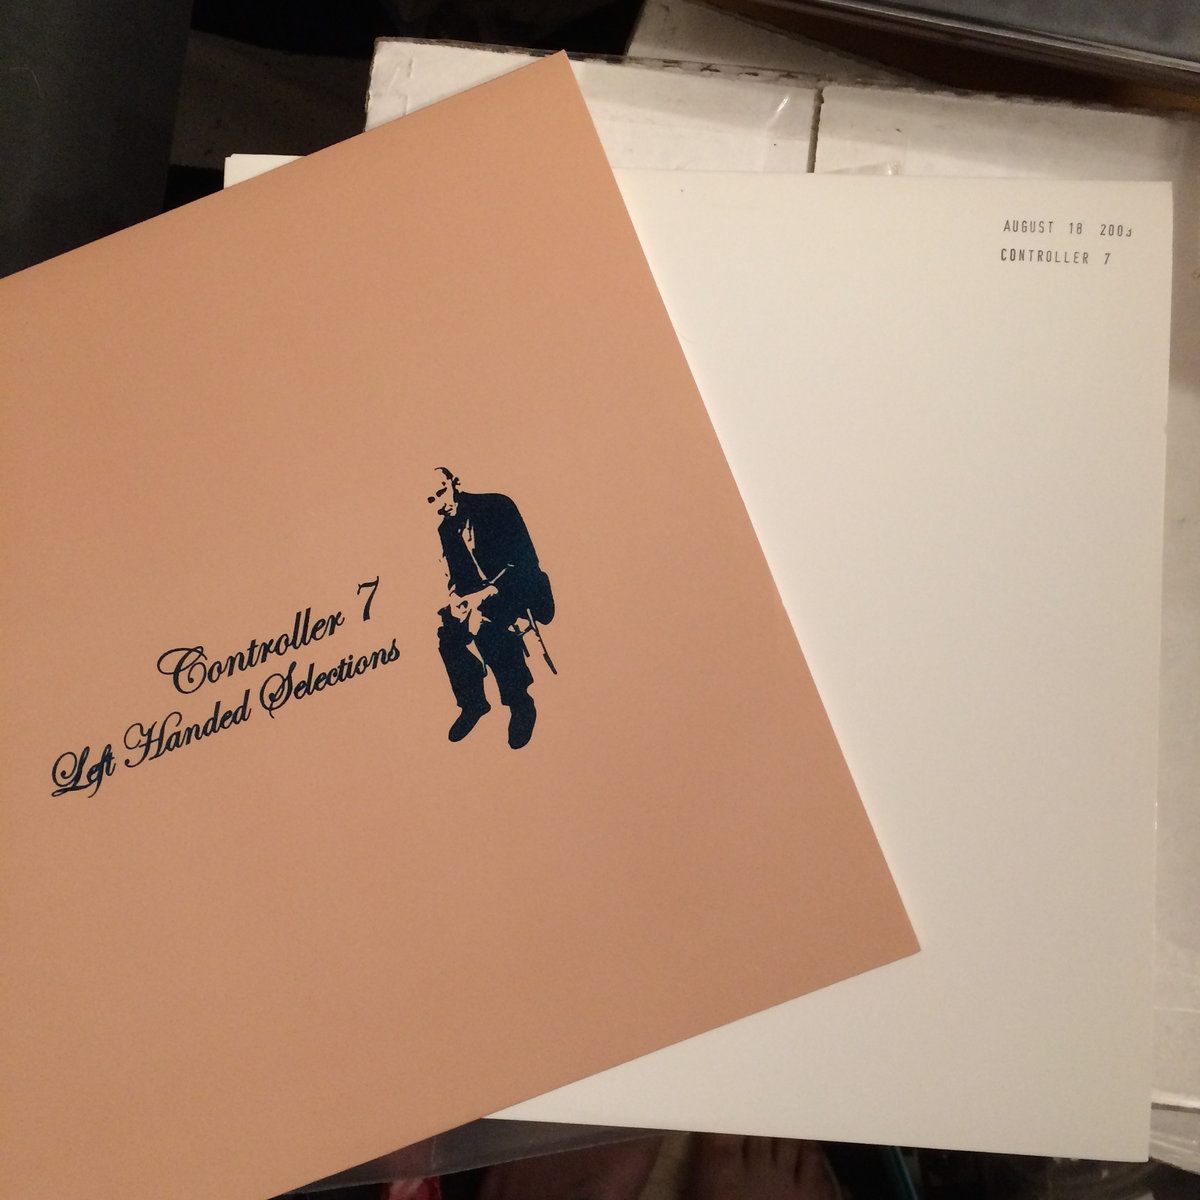 Controller 7
Left Handed Selections
AUGUST 18 2003
CONTROLLER 7